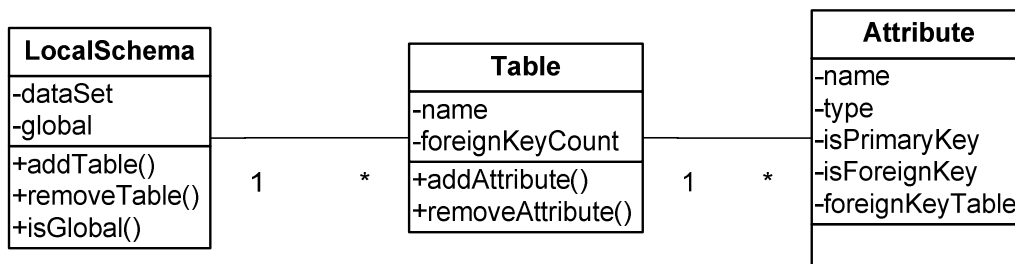 LocalSchema
-dataSet
-global
+addTable()
+removeTable()
+isGlobal()
1
*
Table
-name
-foreignKeyCount
+addAttribute()
+removeAttribute()
1
*
Attribute
-name
-type
-isPrimaryKey
-isForeignKey
-foreignKeyTable